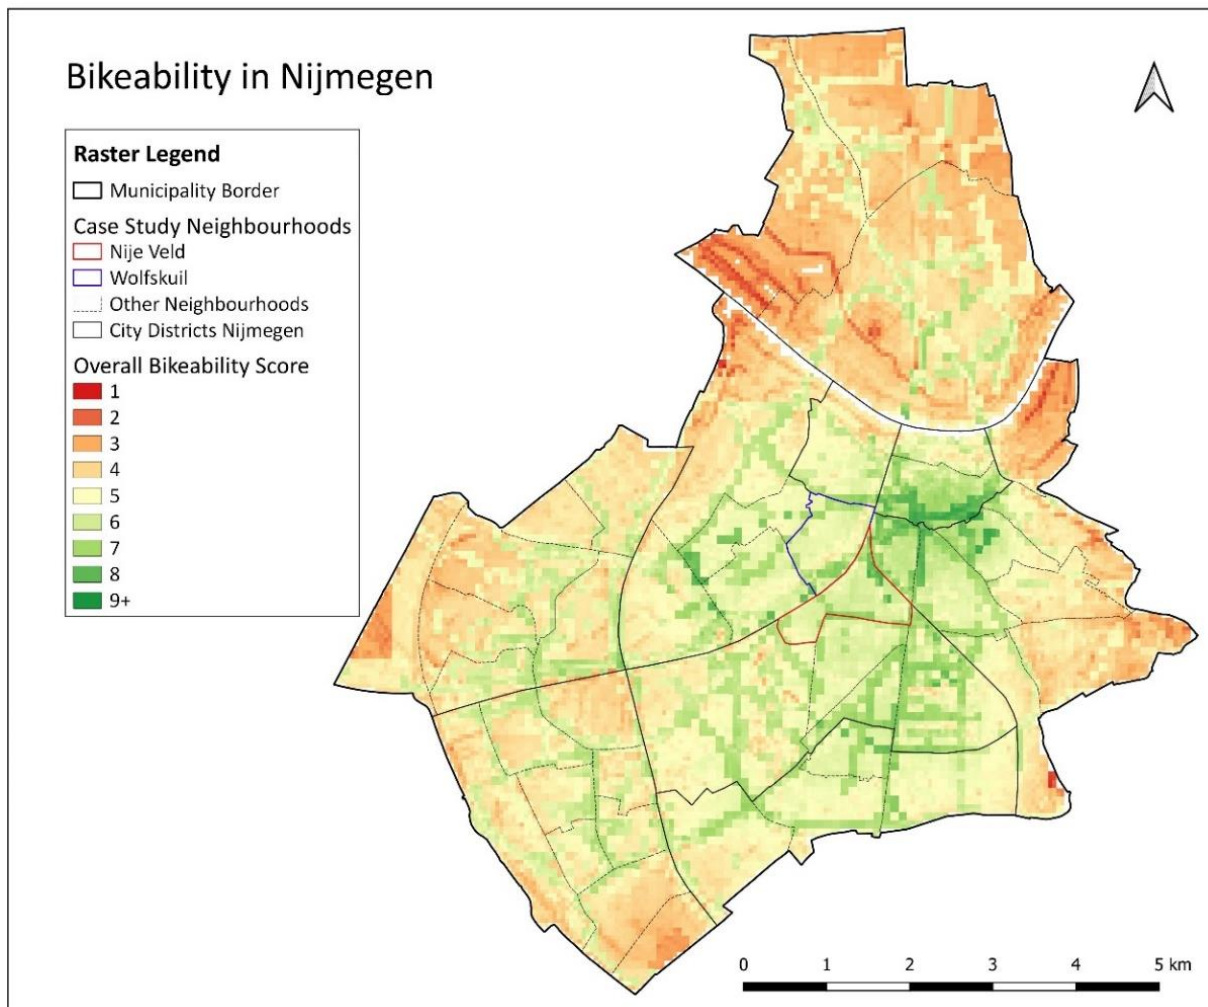 Bikeability in Nijmegen
Raster Legend
Municipality Border
Case Study Neighbourhoods
Nije Veld
Wolfskuil
Other Neighbourhoods
City Districts Nijmegen
Overall Bikeability Score
1
2
3
4
5
6
7
8
9+
0 1 2 3 4 5 km